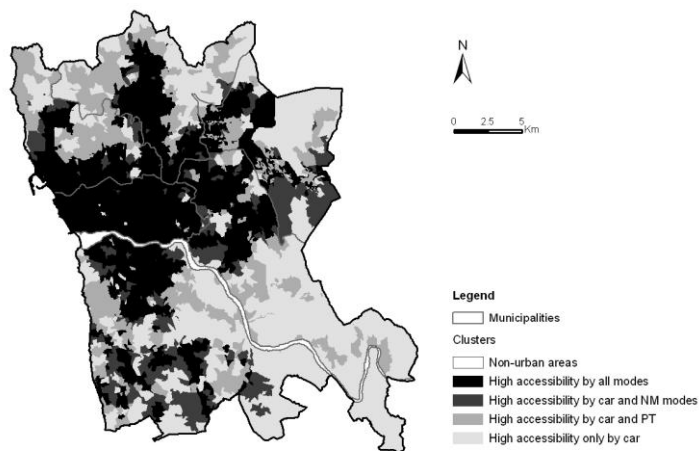 N
0 2.5 5
Km
Legend
Municipalities
Clusters
Non-urban areas
High accessibility by all modes
High accessibility by car and NM modes
High accessibility by car and PT
High accessibility only by car